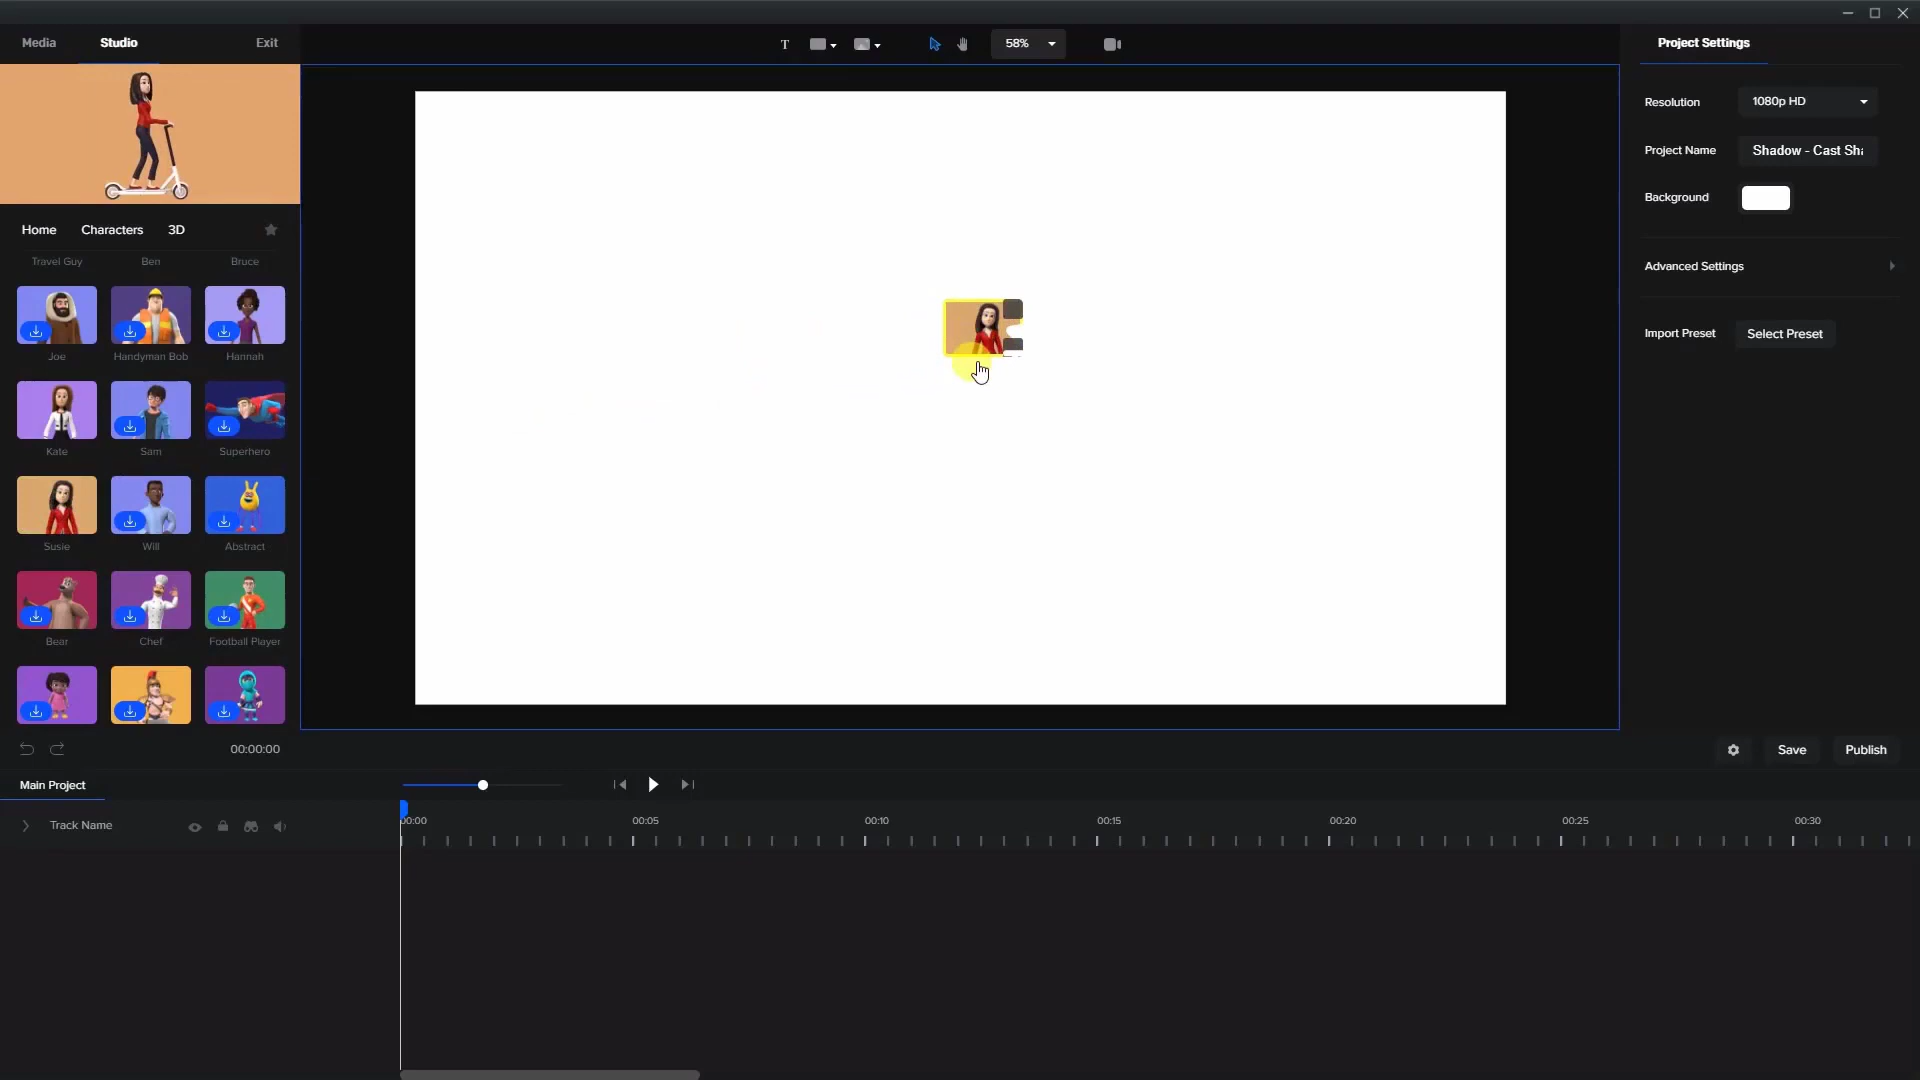 Media Studio Exit
T 58%
Project Settings
Resolution 1080p HD
Project Name Shadow - Cast Sha
Background
Advanced Settings
Import Preset Select Preset
Home Characters 3D
Travel Guy Ben Bruce
Joe Handyman Bob Hannah
Kate Sam Superhero
Susie Will Abstract
Bear Chef Football Player
00:00:00
Save Publish
Main Project
Track Name
00:00 00:05 00:10 00:15 00:20 00:25 00:30